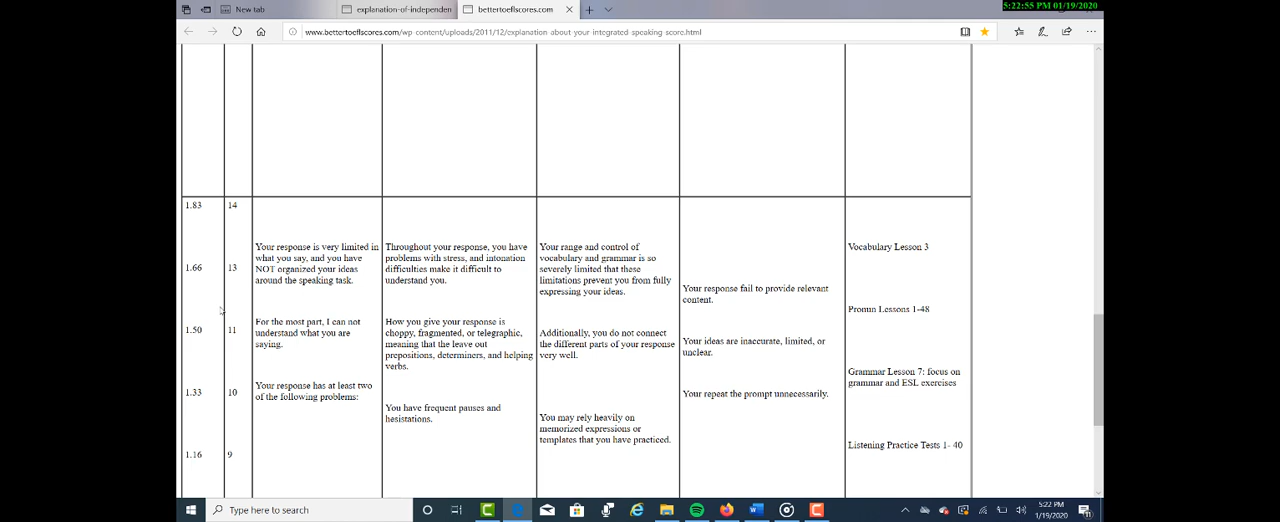 5:22:55 PM 01/19/2020
New tab
explanation-of-independen
bettertoeflscores.com
www.bettertoeflscores.com/wp content/uploads/2011/12/explanation about your integrated speaking score.html
1.83
14
1.66
13
1.50
11
1.33
10
1.16
9
Your response is very limited in
what you say, and you have
NOT organized your ideas
around the speaking task.
For the most part, I can not
understand what you are
saying.
Your response has at least two
of the following problems:
Throughout your response, you have
problems with stress, and intonation
difficulties make it difficult to
understand you.
How you give your response is
choppy, fragmented, or telegraphic,
meaning that the leave out
prepositions, determiners, and helping
verbs.
You have frequent pauses and
hesistations.
Your range and control of
vocabulary and grammar is so
severely limited that these
limitations prevent you from fully
expressing your ideas.
Additionally, you do not connect
the different parts of your response
very well.
You may rely heavily on
memorized expressions or
templates that you have practiced.
Your response fail to provide relevant
content.
Your ideas are inaccurate, limited, or
unclear.
Your repeat the prompt unnecessarily.
Vocabulary Lesson 3
Pronun Lessons 1-48
Grammar Lesson 7: focus on
grammar and ESL exercises
Listening Practice Tests 1- 40
Type here to search
5:22 PM
1/19/2020